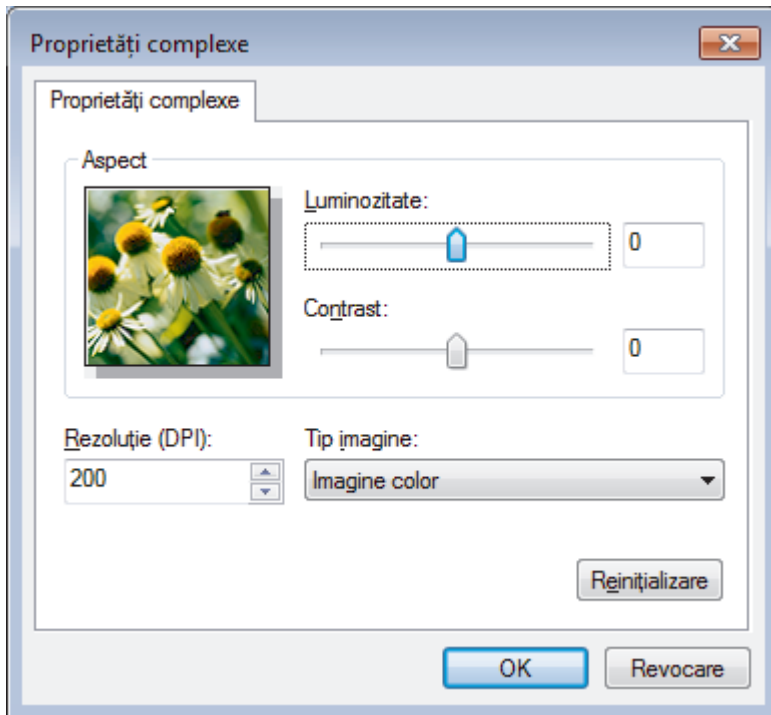 Proprietăți complexe
Proprietăți complexe
Aspect
Luminozitate:
0
Contrast:
0
Rezoluție (DPI):
200
Tip imagine:
Imagine color
Reinițializare
OK
Revocare